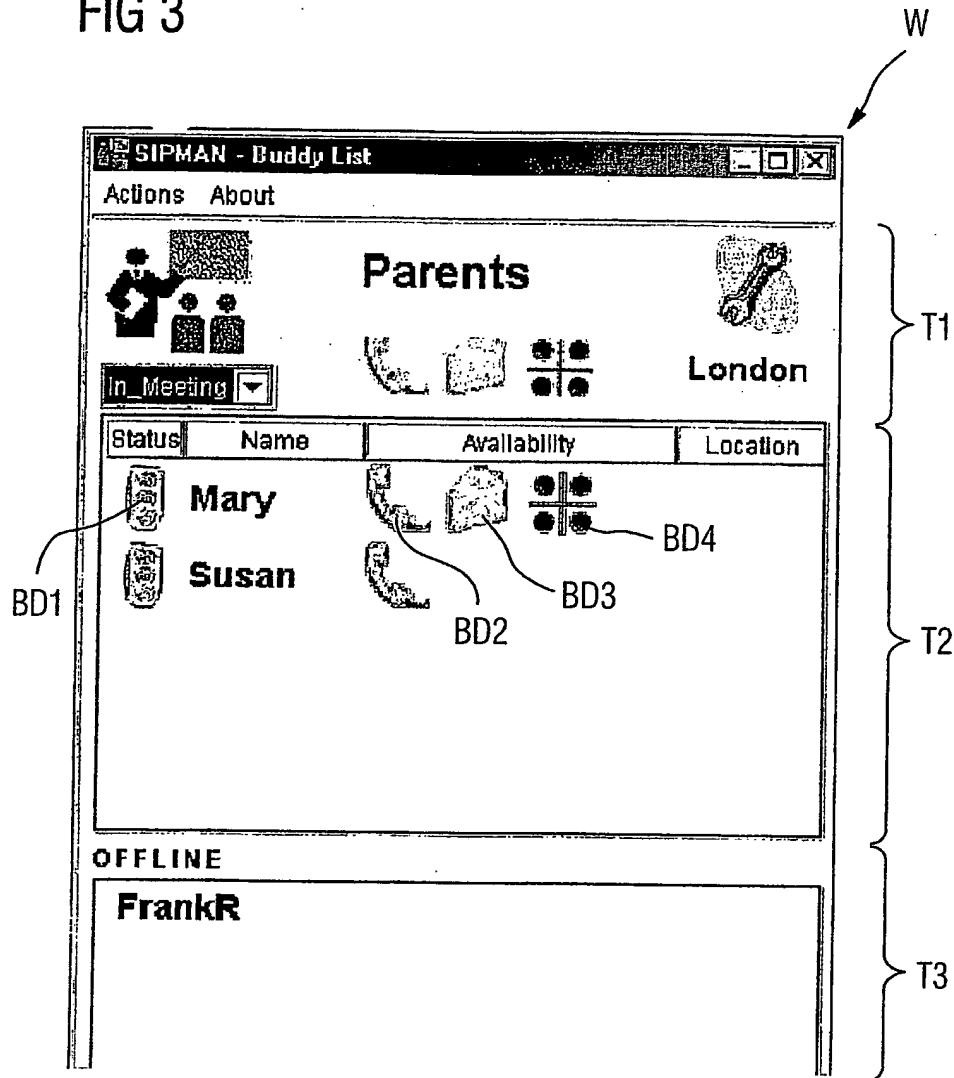 FIG 3
W
SIPMAN - Buddy List
Actions About
Parents
T1
London
In_Meeting
Status Name Availability Location
Mary
BD4
Susan
BD3
BD1
BD2
T2
OFFLINE
FrankR
T3